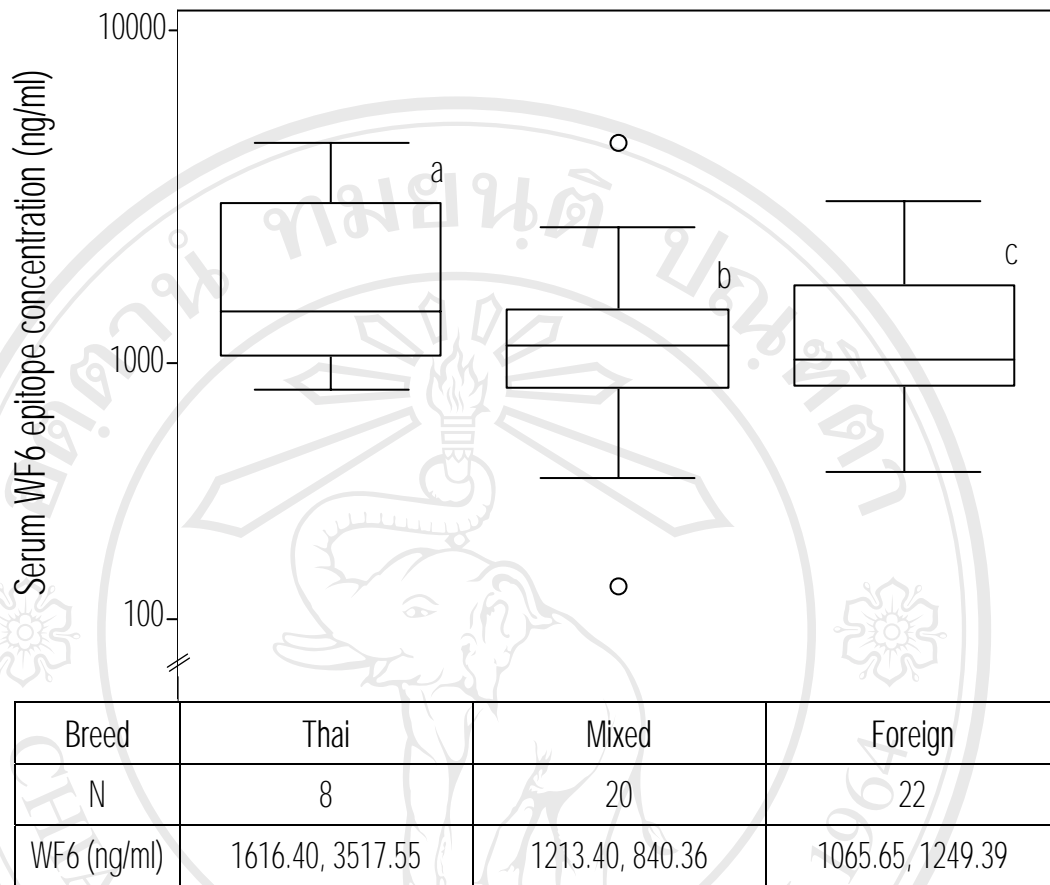 10000
Serum WF6 epitope concentration (ng/ml)
a
b
c
1000
100
Breed Thai Mixed Foreign
N 8 20 22
WF6 (ng/ml) 1616.40, 3517.55 1213.40, 840.36 1065.65, 1249.39
1964